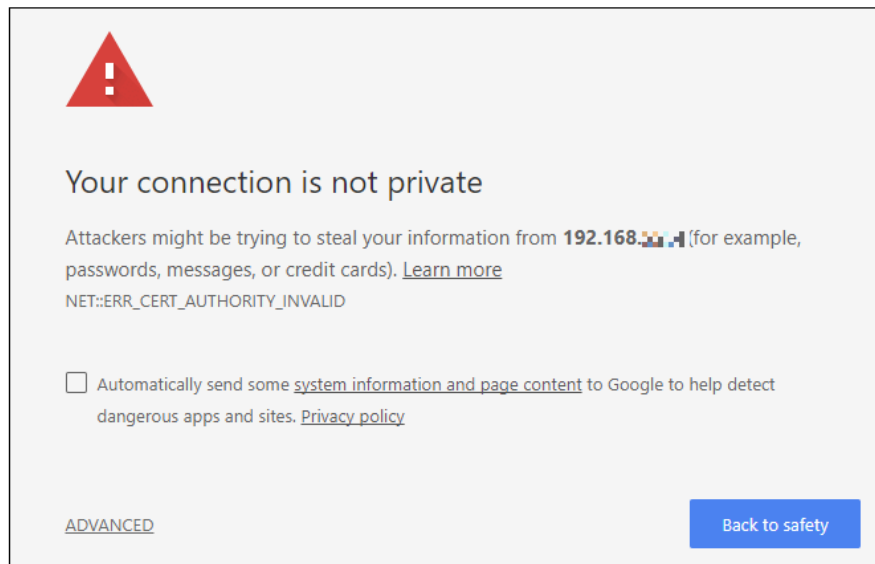 Your connection is not private
Attackers might be trying to steal your information from 192.168. (for example,
passwords, messages, or credit cards). Learn more
NET::ERR_CERT_AUTHORITY_INVALID
Automatically send some system information and page content to Google to help detect
dangerous apps and sites. Privacy policy
ADVANCED
Back to safety